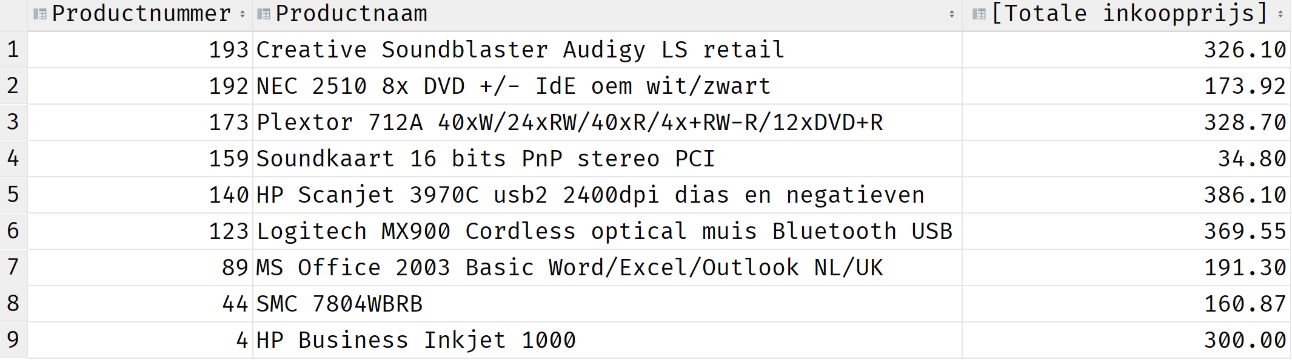 Productnummer Productnaam [Totale inkoopprijs]
1 193 Creative Soundblaster Audigy LS retail 326.10
2 192 NEC 2510 8x DVD +/- IdE oem wit/zwart 173.92
3 173 Plextor 712A 40xW/24xRW/40xR/4x+RW-R/12xDVD+R 328.70
4 159 Soundkaart 16 bits PnP stereo PCI 34.80
5 140 HP Scanjet 3970C usb2 2400dpi dias en negatieven 386.10
6 123 Logitech MX900 Cordless optical muis Bluetooth USB 369.55
7 89 MS Office 2003 Basic Word/Excel/Outlook NL/UK 191.30
8 44 SMC 7804WBRB 160.87
9 4 HP Business Inkjet 1000 300.00